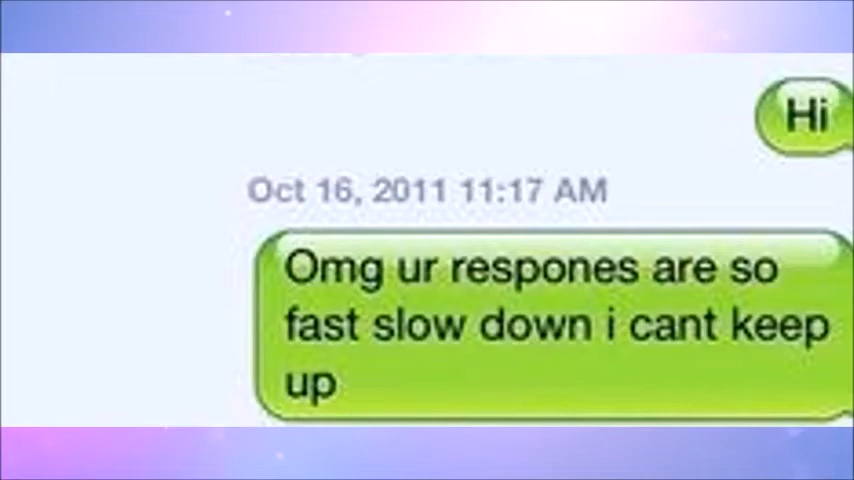 Hi
Oct 16, 2011 11:17 AM
Omg ur respones are so
fast slow down i cant keep
up